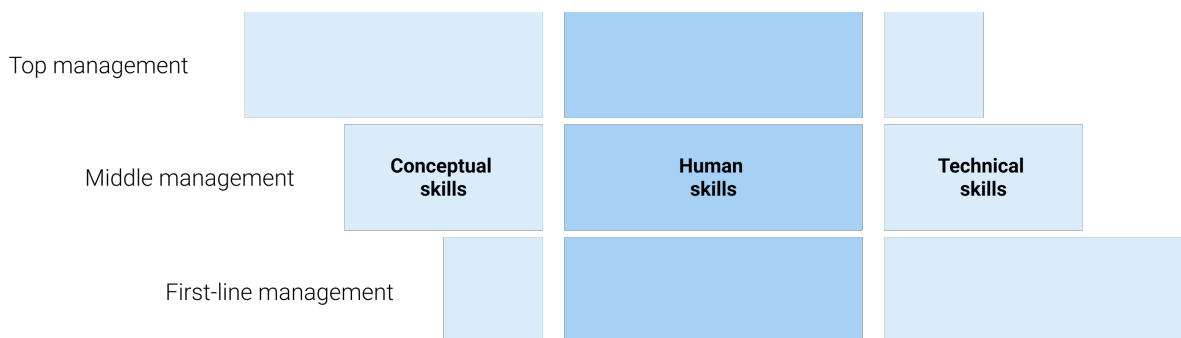 Top management
Middle management
Conceptual
skills
Human
skills
Technical
skills
First-line management